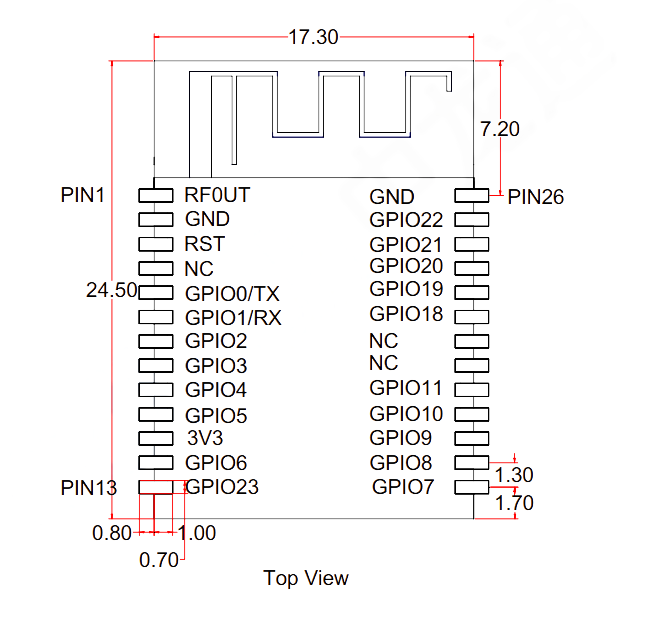 17.30
7.20
PIN1 RF0UT GND PIN26
GND GPIO22
RST GPIO21
NC GPIO20
24.50 GPIO0/TX GPIO19
GPIO1/RX GPIO18
GPIO2 NC
GPIO3 NC
GPIO4 GPIO11
GPIO5 GPIO10
3V3 GPIO9
GPIO6 GPIO8
1.30
PIN13 GPIO23 GPIO7
1.70
0.80 1.00
0.70
Top View